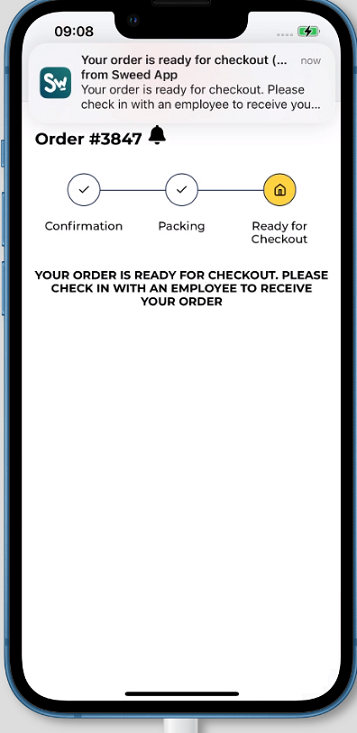 09:08
Your order is ready for checkout (... now
from Sweed App
Your order is ready for checkout. Please
check in with an employee to receive you...
Sw
Order #3847
Confirmation
Packing
Ready for
Checkout
YOUR ORDER IS READY FOR CHECKOUT. PLEASE
CHECK IN WITH AN EMPLOYEE TO RECEIVE
YOUR ORDER